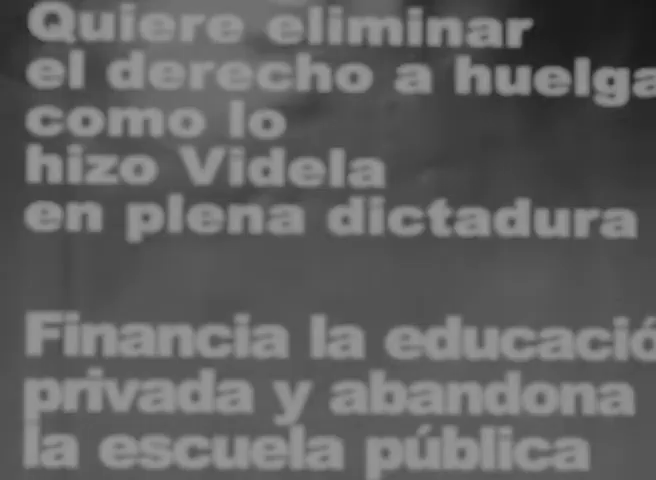 Quiere eliminar
el derecho a huelga
como lo
hizo Videla
en plena dictadura
Financia la educació
privada y abandona
la escuela pública